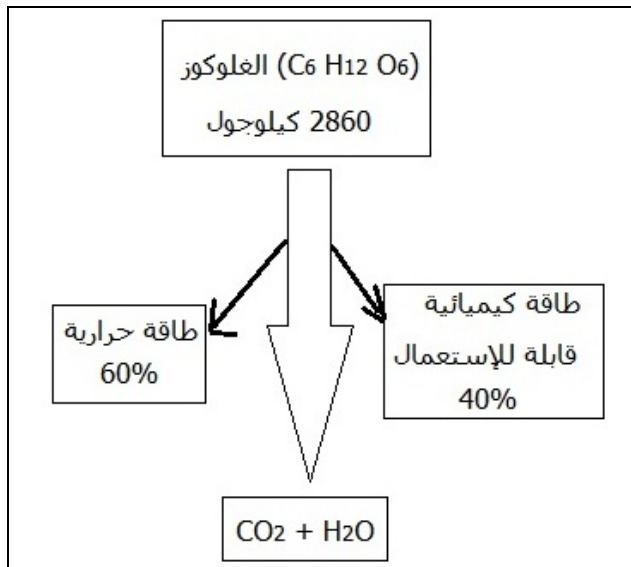 الغلوكوز (C6 H12 O6)
2860 كيلوجول
طاقة كيميائية
قابلة للإستعمال
40%
طاقة حرارية
60%
CO2 + H2O